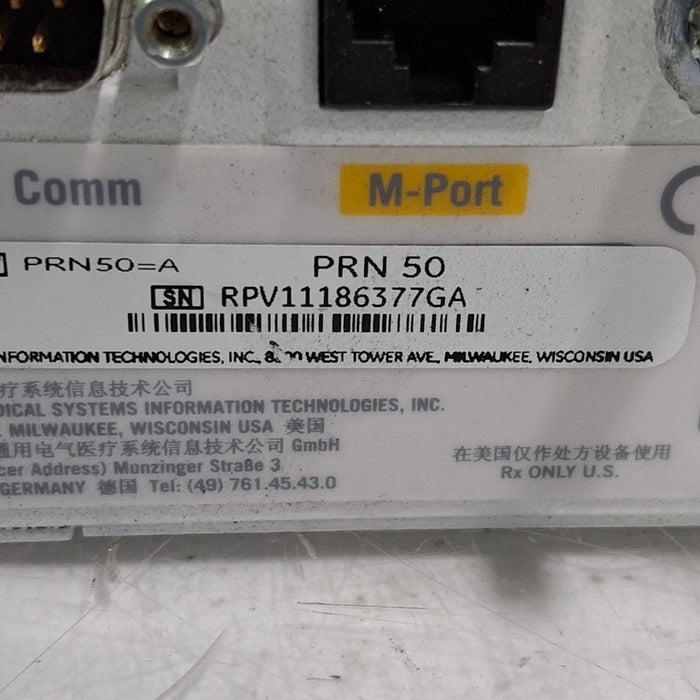 Comm
M-Port
PRN50=A
PRN 50
SN RPV11186377GA
INFORMATION TECHNOLOGIES, INC., WEST TOWER AVE., MILWAUKEE, WISCONSIN USA
疗系统信息技术公司
DICAL SYSTEMS INFORMATION TECHNOLOGIES, INC.
MILWAUKEE, WISCONSIN USA 美国
通用电气医疗系统信息技术公司 GmbH
cer Address) Munzinger Straße 3
GERMANY 德国 Tel: (49) 761.45.43.0
在美国仅作处方设备使用
Rx ONLY U.S.